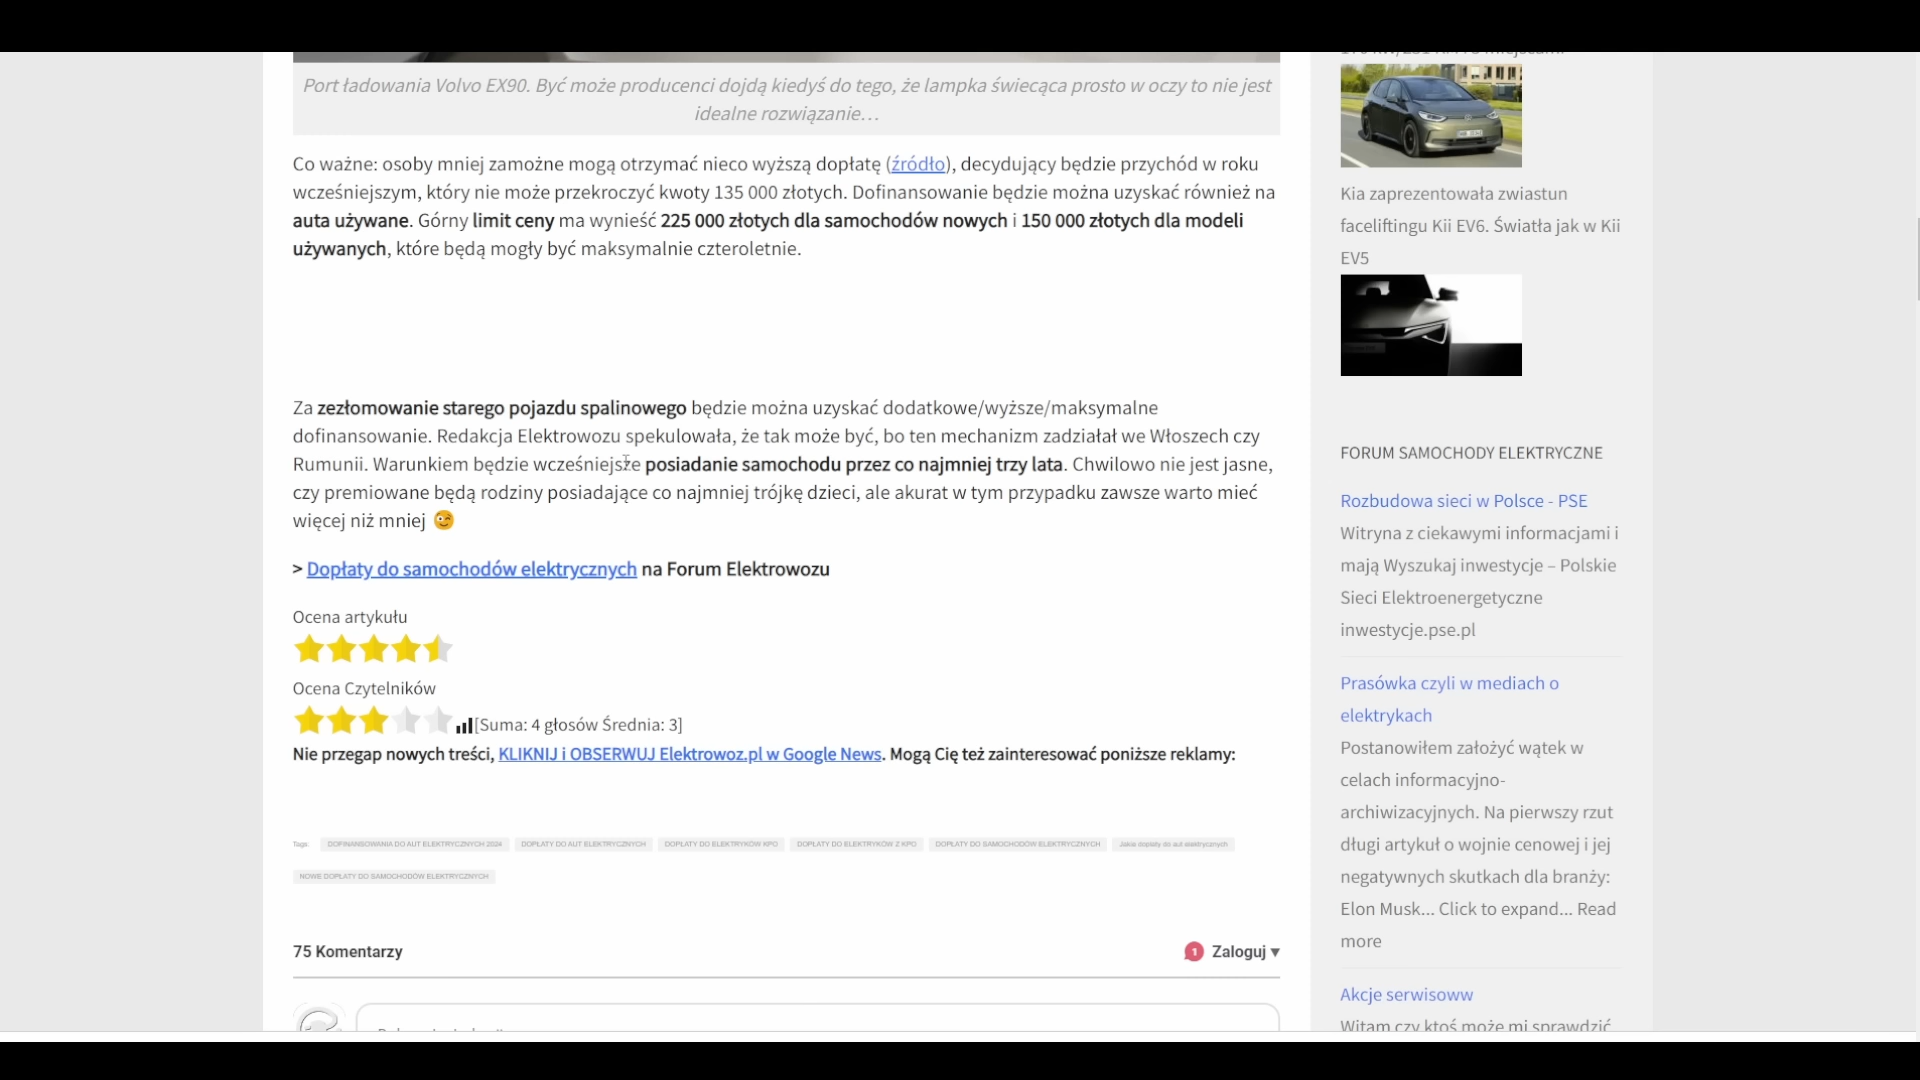 Port ładowania Volvo EX90. Być może producenci dojdą kiedyś do tego, że lampka świecąca prosto w oczy to nie jest
idealne rozwiązanie…
Co ważne: osoby mniej zamożne mogą otrzymać nieco wyższą dopłatę (źródło), decydujący będzie przychód w roku
wcześniejszym, który nie może przekroczyć kwoty 135 000 złotych. Dofinansowanie będzie można uzyskać również na
auta używane. Górny limit ceny ma wynieść 225 000 złotych dla samochodów nowych i 150 000 złotych dla modeli
używanych, które będą mogły być maksymalnie czteroletnie.
Za zezłomowanie starego pojazdu spalinowego będzie można uzyskać dodatkowe/wyższe/maksymalne
dofinansowanie. Redakcja Elektrowozu spekulowała, że tak może być, bo ten mechanizm zadziałał we Włoszech czy
Rumunii. Warunkiem będzie wcześniejsze posiadanie samochodu przez co najmniej trzy lata. Chwilowo nie jest jasne,
czy premiowane będą rodziny posiadające co najmniej trójkę dzieci, ale akurat w tym przypadku zawsze warto mieć
więcej niż mniej 😉
> Dopłaty do samochodów elektrycznych na Forum Elektrowozu
Ocena artykułu
Ocena Czytelników
[Suma: 4 głosów Średnia: 3]
Nie przegap nowych treści, KLIKNIJ i OBSERWUJ Elektrowoz.pl w Google News. Mogą Cię też zainteresować poniższe reklamy:
Tags: DOFINANSOWANIA DO AUT ELEKTRYCZNYCH 2024 DOPŁATY DO AUT ELEKTRYCZNYCH DOPŁATY DO ELEKTRYKÓW KPO DOPŁATY DO ELEKTRYKÓW Z KPO DOPŁATY DO SAMOCHODÓW ELEKTRYCZNYCH Jakie dopłaty do aut elektrycznych
NOWE DOPŁATY DO SAMOCHODÓW ELEKTRYCZNYCH
75 Komentarzy
1 Zaloguj ▾
Kia zaprezentowała zwiastun
faceliftingu Kii EV6. Światła jak w Kii
EV5
FORUM SAMOCHODY ELEKTRYCZNE
Rozbudowa sieci w Polsce - PSE
Witryna z ciekawymi informacjami i
mają Wyszukaj inwestycje – Polskie
Sieci Elektroenergetyczne
inwestycje.pse.pl
Prasówka czyli w mediach o
elektrykach
Postanowiłem założyć wątek w
celach informacyjno-
archiwizacyjnych. Na pierwszy rzut
długi artykuł o wojnie cenowej i jej
negatywnych skutkach dla branży:
Elon Musk... Click to expand... Read
more
Akcje serwisoww
Witam czy ktoś może mi sprawdzić